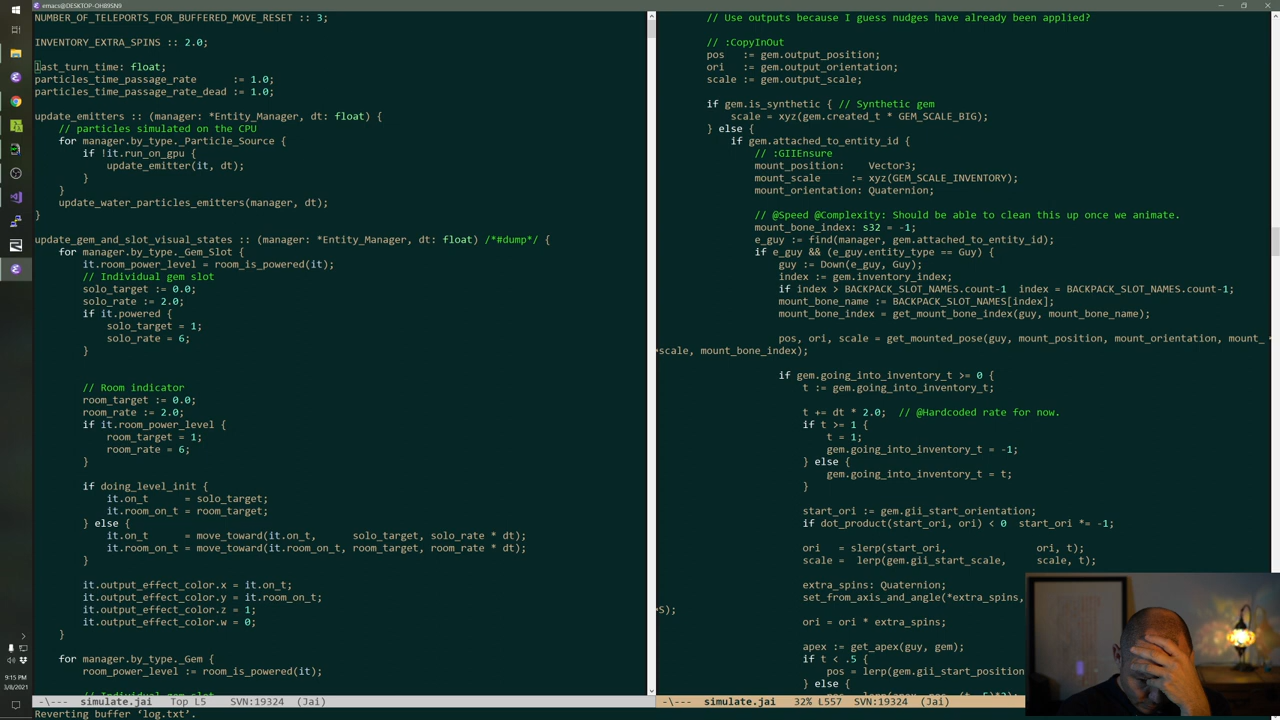 emacs@DESKTOP-OH89SN9
NUMBER_OF_TELEPORTS_FOR_BUFFERED_MOVE_RESET :: 3;
INVENTORY_EXTRA_SPINS :: 2.0;
last_turn_time: float;
particles_time_passage_rate      := 1.0;
particles_time_passage_rate_dead := 1.0;
update_emitters :: (manager: *Entity_Manager, dt: float) {
// particles simulated on the CPU
for manager.by_type._Particle_Source {
if !it.run_on_gpu {
update_emitter(it, dt);
}
}
update_water_particles_emitters(manager, dt);
}
update_gem_and_slot_visual_states :: (manager: *Entity_Manager, dt: float) /*#dump*/ {
for manager.by_type._Gem_Slot {
it.room_power_level = room_is_powered(it);
// Individual gem slot
solo_target := 0.0;
solo_rate := 2.0;
if it.powered {
solo_target = 1;
solo_rate = 6;
}
// Room indicator
room_target := 0.0;
room_rate := 2.0;
if it.room_power_level {
room_target = 1;
room_rate = 6;
}
if doing_level_init {
it.on_t      = solo_target;
it.room_on_t = room_target;
} else {
it.on_t      = move_toward(it.on_t,      solo_target, solo_rate * dt);
it.room_on_t = move_toward(it.room_on_t, room_target, room_rate * dt);
}
it.output_effect_color.x = it.on_t;
it.output_effect_color.y = it.room_on_t;
it.output_effect_color.z = 1;
it.output_effect_color.w = 0;
}
for manager.by_type._Gem {
room_power_level := room_is_powered(it);
// Individual gem slot
-\---  simulate.jai   Top L5     SVN:19324  (Jai)
Reverting buffer ‘log.txt’.
9:15 PM
3/8/2021
// Use outputs because I guess nudges have already been applied?
// :CopyInOut
pos   := gem.output_position;
ori   := gem.output_orientation;
scale := gem.output_scale;
if gem.is_synthetic { // Synthetic gem
scale = xyz(gem.created_t * GEM_SCALE_BIG);
} else {
if gem.attached_to_entity_id {
// :GIIEnsure
mount_position:    Vector3;
mount_scale     := xyz(GEM_SCALE_INVENTORY);
mount_orientation: Quaternion;
// @Speed @Complexity: Should be able to clean this up once we animate.
mount_bone_index: s32 = -1;
e_guy := find(manager, gem.attached_to_entity_id);
if e_guy && (e_guy.entity_type == Guy) {
guy := Down(e_guy, Guy);
index := gem.inventory_index;
if index > BACKPACK_SLOT_NAMES.count-1  index = BACKPACK_SLOT_NAMES.count-1;
mount_bone_name := BACKPACK_SLOT_NAMES[index];
mount_bone_index = get_mount_bone_index(guy, mount_bone_name);
pos, ori, scale = get_mounted_pose(guy, mount_position, mount_orientation, mount_
scale, mount_bone_index);
if gem.going_into_inventory_t >= 0 {
t := gem.going_into_inventory_t;
t += dt * 2.0;  // @Hardcoded rate for now.
if t >= 1 {
t = 1;
gem.going_into_inventory_t = -1;
} else {
gem.going_into_inventory_t = t;
}
start_ori := gem.gii_start_orientation;
if dot_product(start_ori, ori) < 0  start_ori *= -1;
ori   = slerp(start_ori,               ori, t);
scale = lerp(gem.gii_start_scale,     scale, t);
extra_spins: Quaternion;
set_from_axis_and_angle(*extra_spins,
S);
ori = ori * extra_spins;
apex := get_apex(guy, gem);
if t < .5 {
pos = lerp(gem.gii_start_position
} else {
-\---  simulate.jai   32% L557   SVN:19324  (Jai)